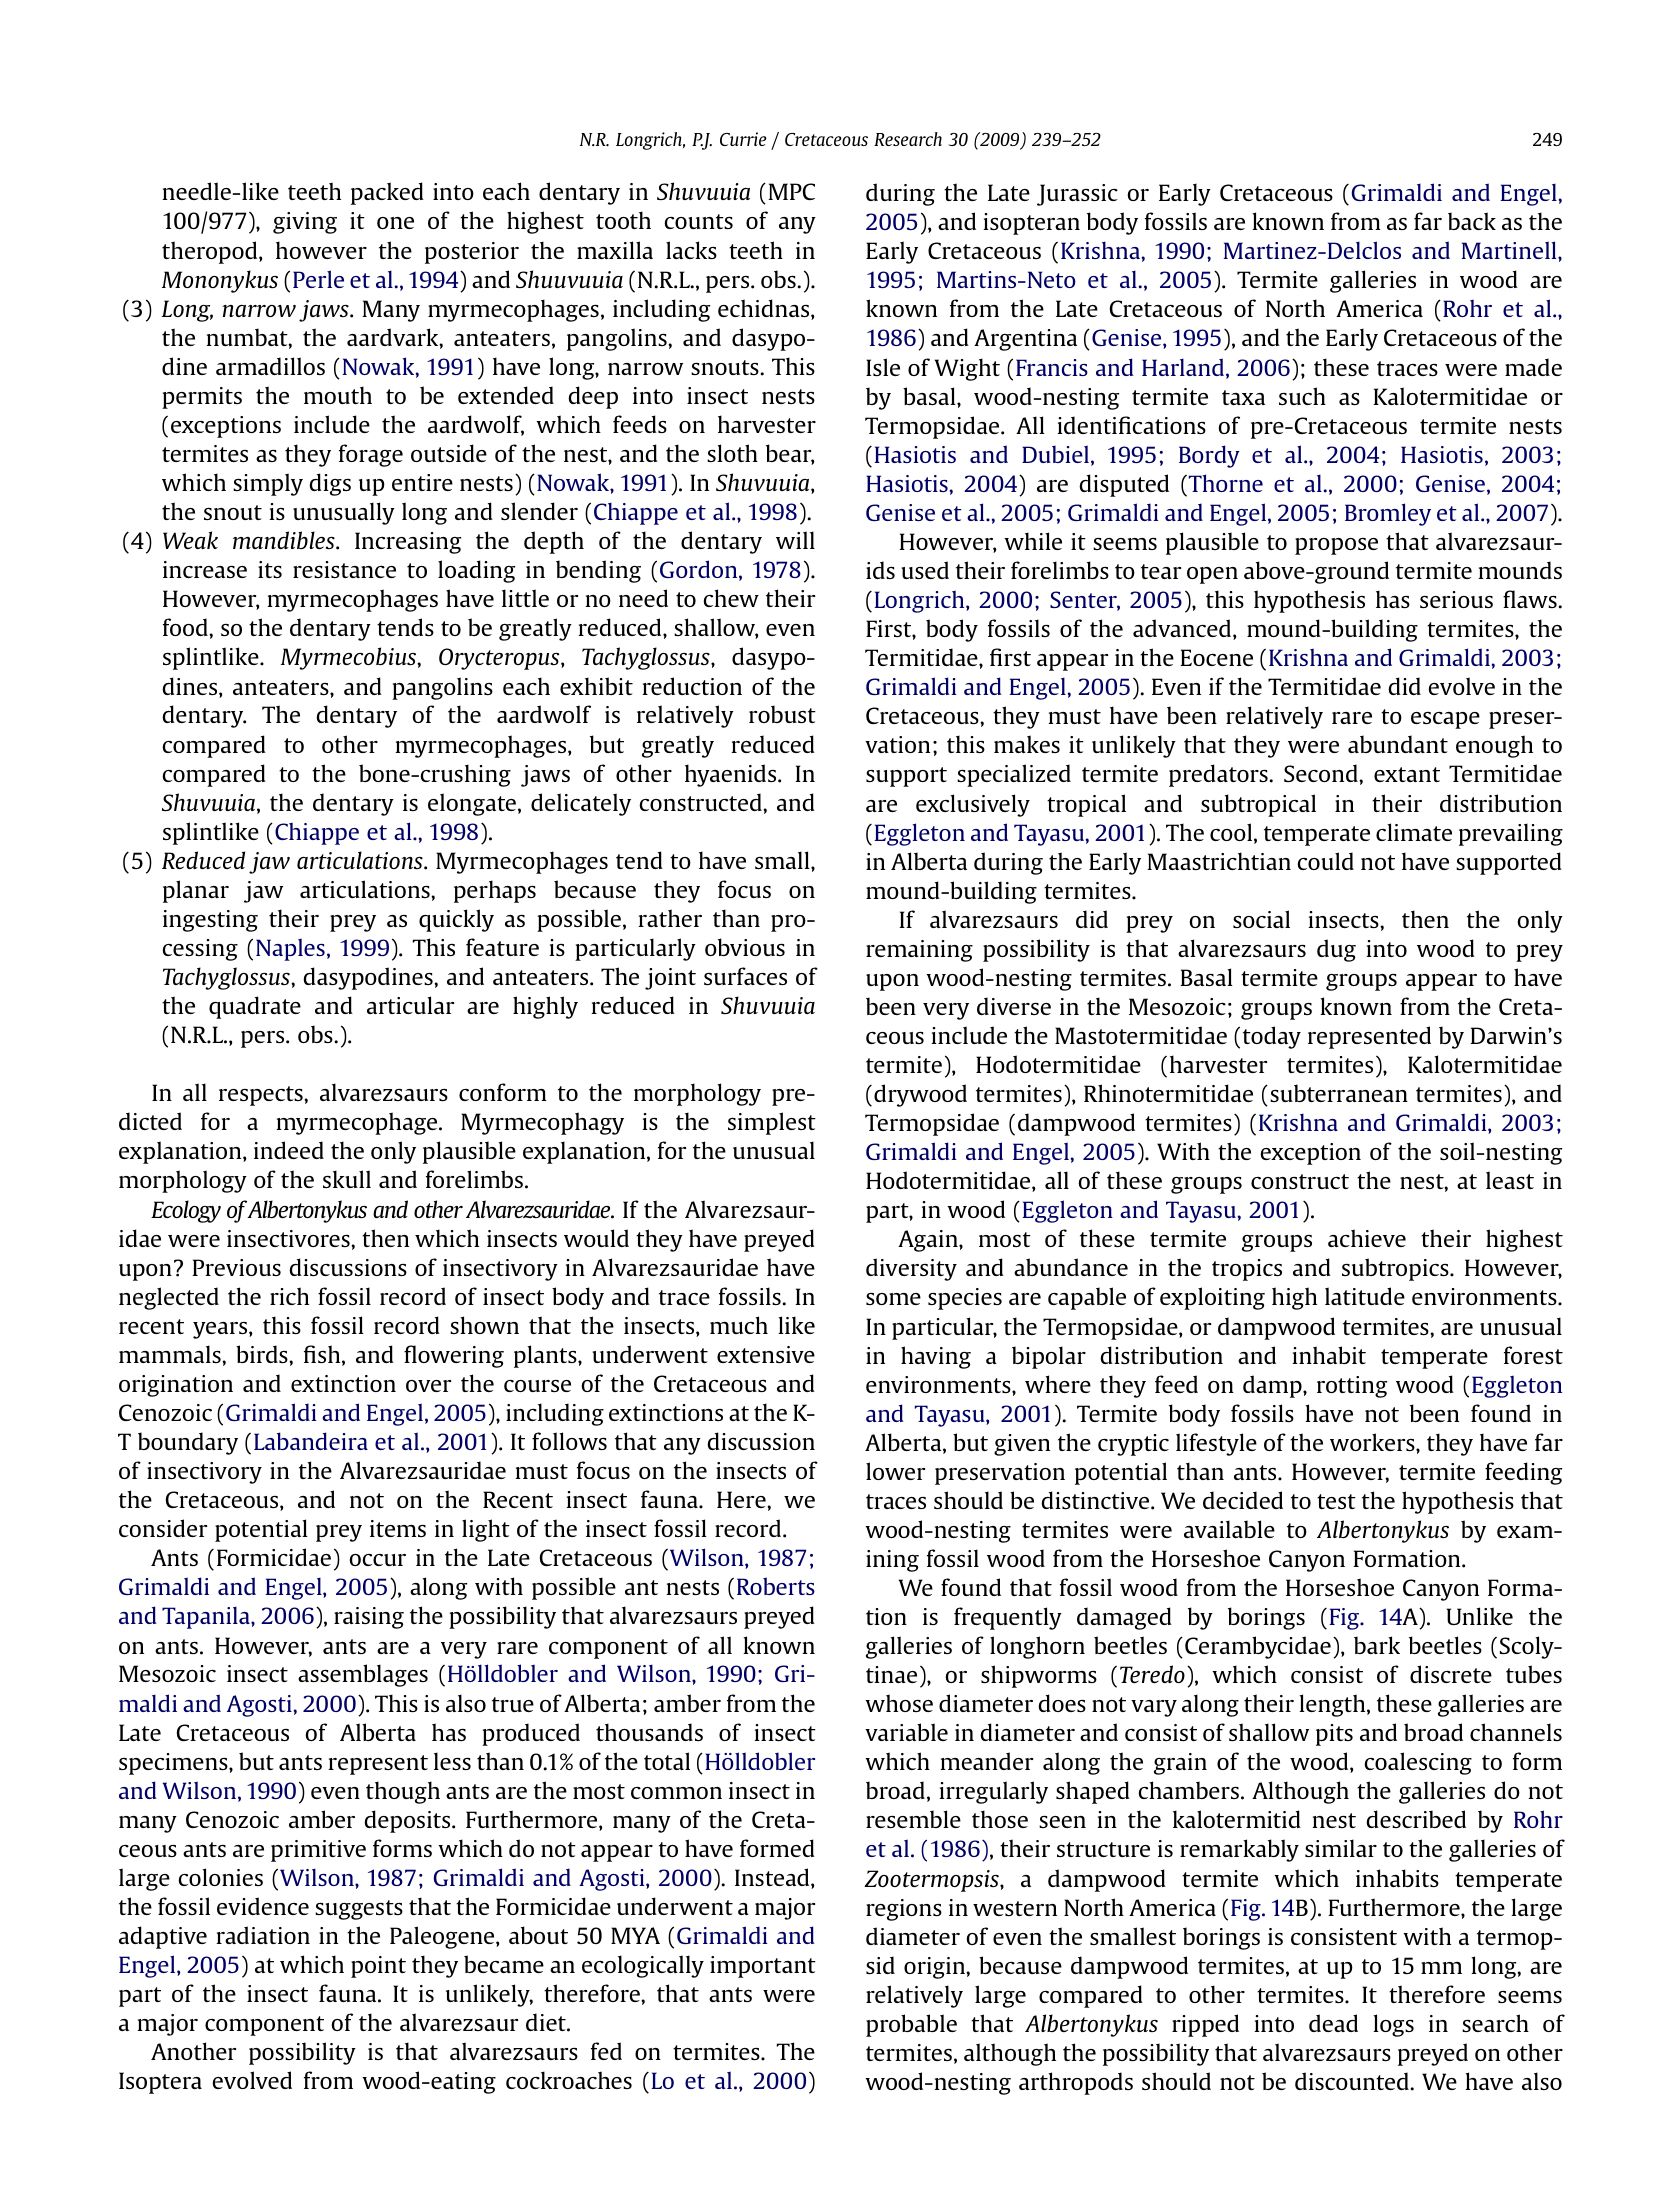 N.R. Longrich, P.J. Currie / Cretaceous Research 30 (2009) 239–252
249
needle-like teeth packed into each dentary in Shuvuuia (MPC
100/977), giving it one of the highest tooth counts of any
theropod, however the posterior the maxilla lacks teeth in
Mononykus (Perle et al., 1994) and Shuuvuuia (N.R.L., pers. obs.).
(3) Long, narrow jaws. Many myrmecophages, including echidnas,
the numbat, the aardvark, anteaters, pangolins, and dasypo-
dine armadillos (Nowak, 1991) have long, narrow snouts. This
permits the mouth to be extended deep into insect nests
(exceptions include the aardwolf, which feeds on harvester
termites as they forage outside of the nest, and the sloth bear,
which simply digs up entire nests) (Nowak, 1991). In Shuvuuia,
the snout is unusually long and slender (Chiappe et al., 1998).
(4) Weak mandibles. Increasing the depth of the dentary will
increase its resistance to loading in bending (Gordon, 1978).
However, myrmecophages have little or no need to chew their
food, so the dentary tends to be greatly reduced, shallow, even
splintlike. Myrmecobius, Orycteropus, Tachyglossus, dasypo-
dines, anteaters, and pangolins each exhibit reduction of the
dentary. The dentary of the aardwolf is relatively robust
compared to other myrmecophages, but greatly reduced
compared to the bone-crushing jaws of other hyaenids. In
Shuvuuia, the dentary is elongate, delicately constructed, and
splintlike (Chiappe et al., 1998).
(5) Reduced jaw articulations. Myrmecophages tend to have small,
planar jaw articulations, perhaps because they focus on
ingesting their prey as quickly as possible, rather than pro-
cessing (Naples, 1999). This feature is particularly obvious in
Tachyglossus, dasypodines, and anteaters. The joint surfaces of
the quadrate and articular are highly reduced in Shuvuuia
(N.R.L., pers. obs.).
In all respects, alvarezsaurs conform to the morphology pre-
dicted for a myrmecophage. Myrmecophagy is the simplest
explanation, indeed the only plausible explanation, for the unusual
morphology of the skull and forelimbs.
Ecology of Albertonykus and other Alvarezsauridae. If the Alvarezsaur-
idae were insectivores, then which insects would they have preyed
upon? Previous discussions of insectivory in Alvarezsauridae have
neglected the rich fossil record of insect body and trace fossils. In
recent years, this fossil record shown that the insects, much like
mammals, birds, fish, and flowering plants, underwent extensive
origination and extinction over the course of the Cretaceous and
Cenozoic (Grimaldi and Engel, 2005), including extinctions at the K-
T boundary (Labandeira et al., 2001). It follows that any discussion
of insectivory in the Alvarezsauridae must focus on the insects of
the Cretaceous, and not on the Recent insect fauna. Here, we
consider potential prey items in light of the insect fossil record.
Ants (Formicidae) occur in the Late Cretaceous (Wilson, 1987;
Grimaldi and Engel, 2005), along with possible ant nests (Roberts
and Tapanila, 2006), raising the possibility that alvarezsaurs preyed
on ants. However, ants are a very rare component of all known
Mesozoic insect assemblages (Hölldobler and Wilson, 1990; Gri-
maldi and Agosti, 2000). This is also true of Alberta; amber from the
Late Cretaceous of Alberta has produced thousands of insect
specimens, but ants represent less than 0.1% of the total (Hölldobler
and Wilson, 1990) even though ants are the most common insect in
many Cenozoic amber deposits. Furthermore, many of the Creta-
ceous ants are primitive forms which do not appear to have formed
large colonies (Wilson, 1987; Grimaldi and Agosti, 2000). Instead,
the fossil evidence suggests that the Formicidae underwent a major
adaptive radiation in the Paleogene, about 50 MYA (Grimaldi and
Engel, 2005) at which point they became an ecologically important
part of the insect fauna. It is unlikely, therefore, that ants were
a major component of the alvarezsaur diet.
Another possibility is that alvarezsaurs fed on termites. The
Isoptera evolved from wood-eating cockroaches (Lo et al., 2000)
during the Late Jurassic or Early Cretaceous (Grimaldi and Engel,
2005), and isopteran body fossils are known from as far back as the
Early Cretaceous (Krishna, 1990; Martinez-Delclos and Martinell,
1995; Martins-Neto et al., 2005). Termite galleries in wood are
known from the Late Cretaceous of North America (Rohr et al.,
1986) and Argentina (Genise, 1995), and the Early Cretaceous of the
Isle of Wight (Francis and Harland, 2006); these traces were made
by basal, wood-nesting termite taxa such as Kalotermitidae or
Termopsidae. All identifications of pre-Cretaceous termite nests
(Hasiotis and Dubiel, 1995; Bordy et al., 2004; Hasiotis, 2003;
Hasiotis, 2004) are disputed (Thorne et al., 2000; Genise, 2004;
Genise et al., 2005; Grimaldi and Engel, 2005; Bromley et al., 2007).
However, while it seems plausible to propose that alvarezsaur-
ids used their forelimbs to tear open above-ground termite mounds
(Longrich, 2000; Senter, 2005), this hypothesis has serious flaws.
First, body fossils of the advanced, mound-building termites, the
Termitidae, first appear in the Eocene (Krishna and Grimaldi, 2003;
Grimaldi and Engel, 2005). Even if the Termitidae did evolve in the
Cretaceous, they must have been relatively rare to escape preser-
vation; this makes it unlikely that they were abundant enough to
support specialized termite predators. Second, extant Termitidae
are exclusively tropical and subtropical in their distribution
(Eggleton and Tayasu, 2001). The cool, temperate climate prevailing
in Alberta during the Early Maastrichtian could not have supported
mound-building termites.
If alvarezsaurs did prey on social insects, then the only
remaining possibility is that alvarezsaurs dug into wood to prey
upon wood-nesting termites. Basal termite groups appear to have
been very diverse in the Mesozoic; groups known from the Creta-
ceous include the Mastotermitidae (today represented by Darwin's
termite), Hodotermitidae (harvester termites), Kalotermitidae
(drywood termites), Rhinotermitidae (subterranean termites), and
Termopsidae (dampwood termites) (Krishna and Grimaldi, 2003;
Grimaldi and Engel, 2005). With the exception of the soil-nesting
Hodotermitidae, all of these groups construct the nest, at least in
part, in wood (Eggleton and Tayasu, 2001).
Again, most of these termite groups achieve their highest
diversity and abundance in the tropics and subtropics. However,
some species are capable of exploiting high latitude environments.
In particular, the Termopsidae, or dampwood termites, are unusual
in having a bipolar distribution and inhabit temperate forest
environments, where they feed on damp, rotting wood (Eggleton
and Tayasu, 2001). Termite body fossils have not been found in
Alberta, but given the cryptic lifestyle of the workers, they have far
lower preservation potential than ants. However, termite feeding
traces should be distinctive. We decided to test the hypothesis that
wood-nesting termites were available to Albertonykus by exam-
ining fossil wood from the Horseshoe Canyon Formation.
We found that fossil wood from the Horseshoe Canyon Forma-
tion is frequently damaged by borings (Fig. 14A). Unlike the
galleries of longhorn beetles (Cerambycidae), bark beetles (Scoly-
tinae), or shipworms (Teredo), which consist of discrete tubes
whose diameter does not vary along their length, these galleries are
variable in diameter and consist of shallow pits and broad channels
which meander along the grain of the wood, coalescing to form
broad, irregularly shaped chambers. Although the galleries do not
resemble those seen in the kalotermitid nest described by Rohr
et al. (1986), their structure is remarkably similar to the galleries of
Zootermopsis, a dampwood termite which inhabits temperate
regions in western North America (Fig. 14B). Furthermore, the large
diameter of even the smallest borings is consistent with a termop-
sid origin, because dampwood termites, at up to 15 mm long, are
relatively large compared to other termites. It therefore seems
probable that Albertonykus ripped into dead logs in search of
termites, although the possibility that alvarezsaurs preyed on other
wood-nesting arthropods should not be discounted. We have also